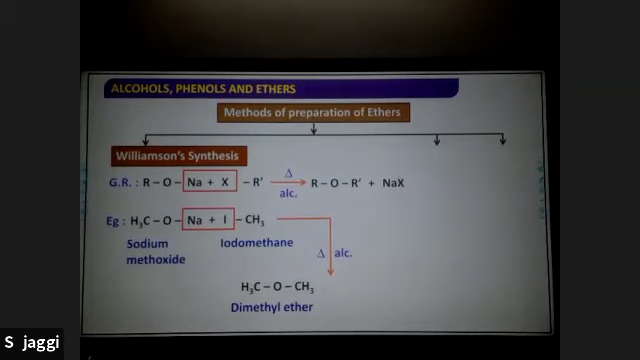 ALCOHOLS, PHENOLS AND ETHERS
Methods of preparation of Ethers
Williamson's Synthesis
G.R. : R – O – Na + X – R' Δ alc. R – O – R' + NaX
Eg : H₃C – O – Na + I – CH₃
Sodium methoxide
Iodomethane
Δ alc.
H₃C – O – CH₃
Dimethyl ether
S jaggi